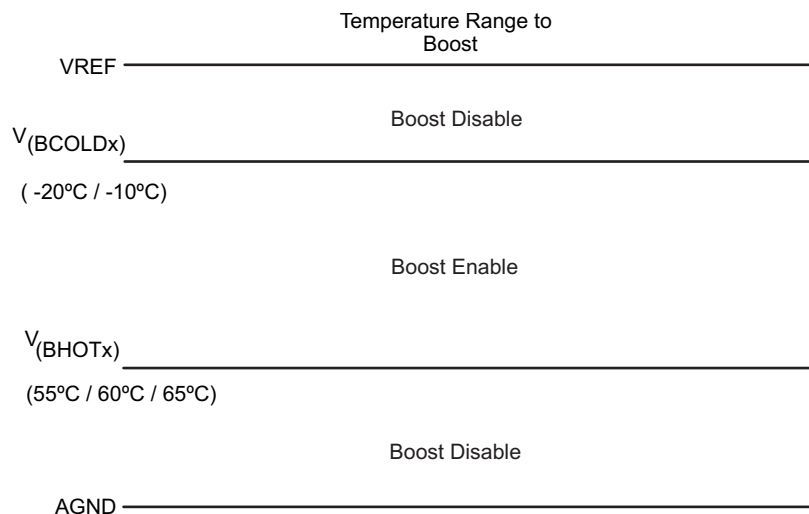 Temperature Range to
Boost
VREF
Boost Disable
V(BCOLDx)
( -20ºC / -10ºC)
Boost Enable
V(BHOTx)
(55ºC / 60ºC / 65ºC)
Boost Disable
AGND